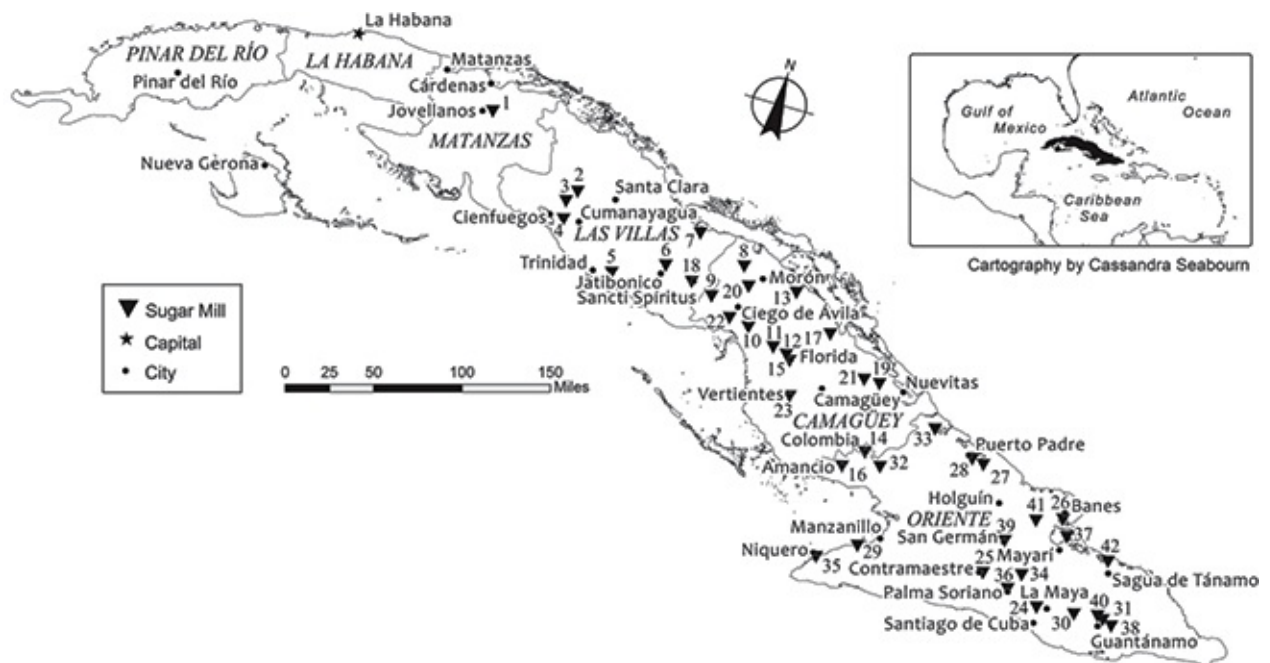 La Habana
PINAR DEL RÍO
Pinar del Río
LA HABANA
Matanzas
Cárdenas
Jovellanos
1
MATANZAS
Nueva Gerona
N
Gulf of
Mexico
Atlantic
Ocean
Caribbean
Sea
Cartography by Cassandra Seabourn
Sugar Mill
Capital
City
0 25 50 100 150
Miles
2
3
Santa Clara
Cienfuegos
4
Cumanayagua
LAS VILLAS
7
Trinidad
5
6
Jatibonico
Sancti Spíritus
18
8
9
20
Morón
13
22
Ciego de Ávila
10
11
12
17
15
Florida
21
19
Nuevitas
Vertientes
23
Camagüey
CAMAGÜEY
Colombia
14
33
Amancio
16
32
Puerto Padre
28
27
Holguín
ORIENTE
41
26
Banes
39
San Germán
37
Manzanillo
29
Niquero
35
Mayarí
42
25
Contramaestre
Sagua de Tánamo
36
34
Palma Soriano
La Maya
24
30
40
31
38
Santiago de Cuba
Guantánamo